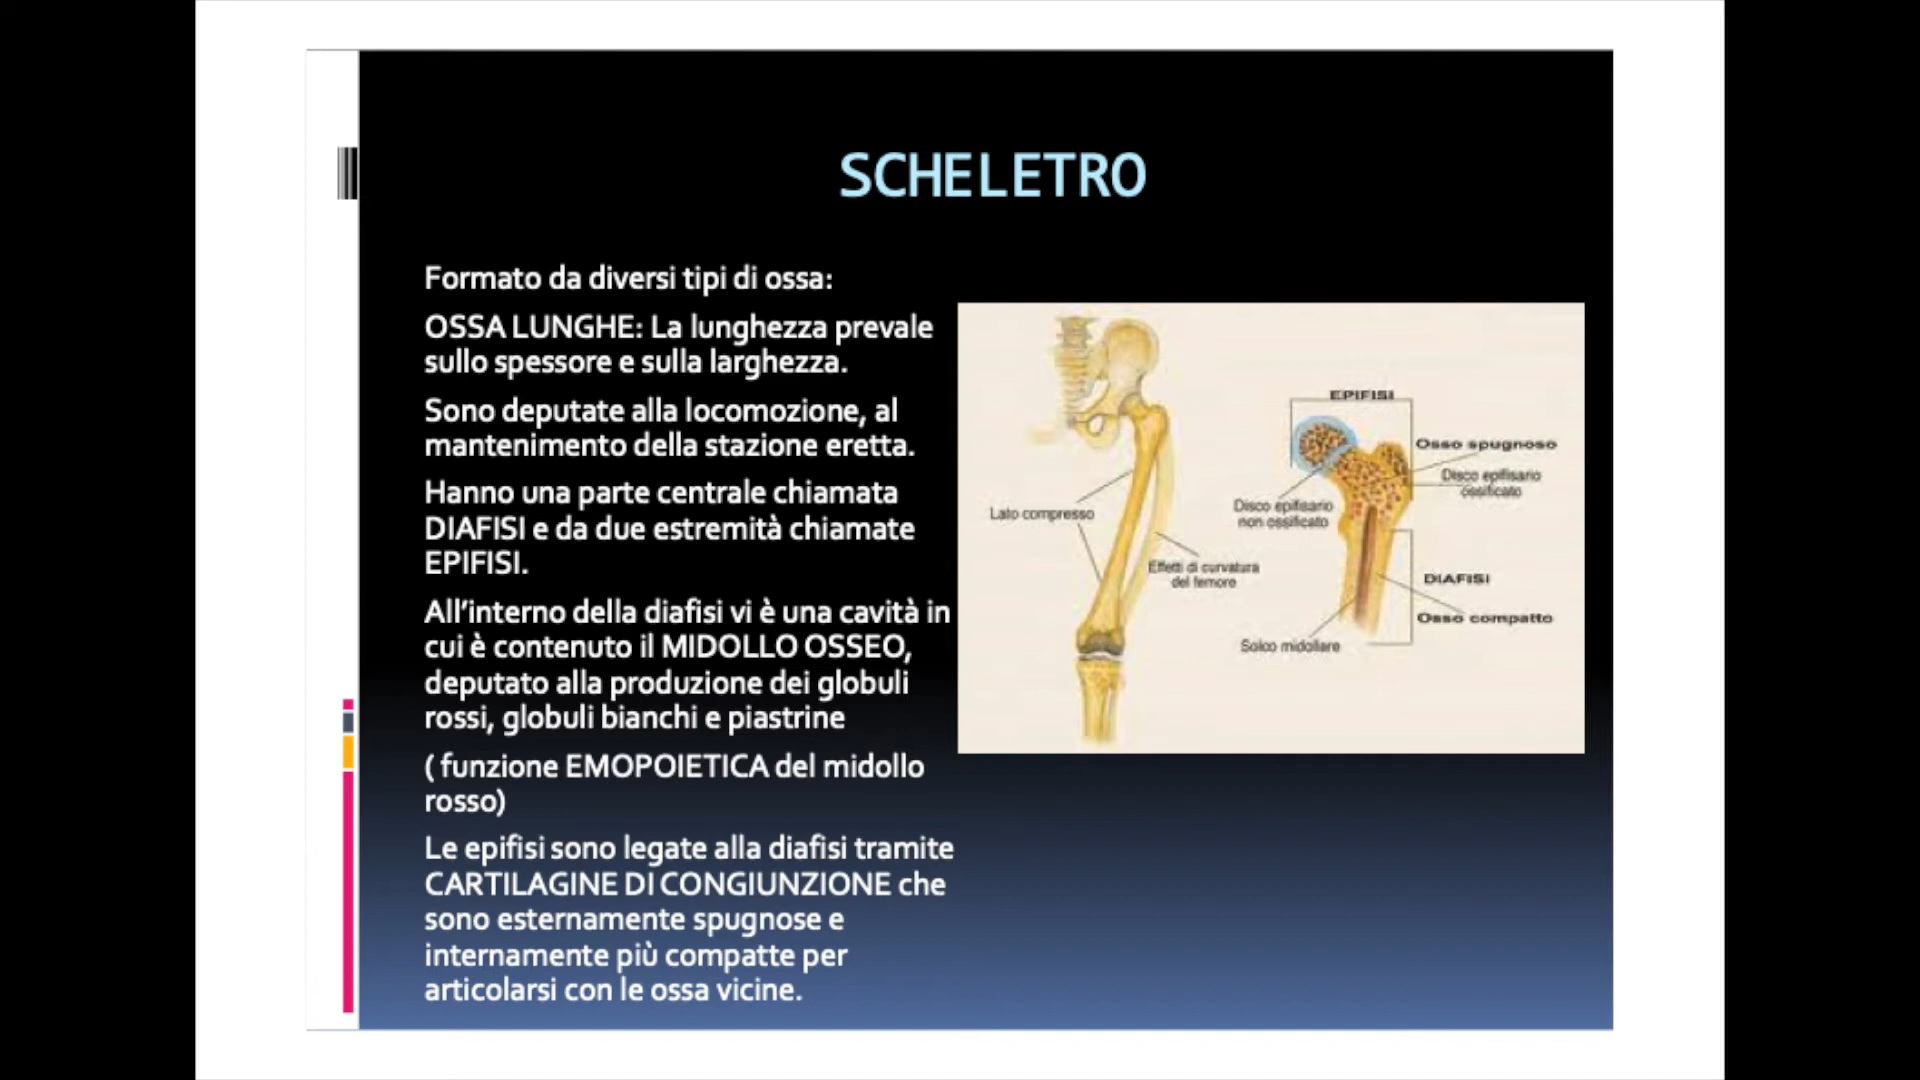 SCHELETRO
Formato da diversi tipi di ossa:
OSSA LUNGHE: La lunghezza prevale
sullo spessore e sulla larghezza.
Sono deputate alla locomozione, al
mantenimento della stazione eretta.
Hanno una parte centrale chiamata
DIAFISI e da due estremità chiamate
EPIFISI.
All'interno della diafisi vi è una cavità in
cui è contenuto il MIDOLLO OSSEO,
deputato alla produzione dei globuli
rossi, globuli bianchi e piastrine
( funzione EMOPOIETICA del midollo
rosso)
Le epifisi sono legate alla diafisi tramite
CARTILAGINE DI CONGIUNZIONE che
sono esternamente spugnose e
internamente più compatte per
articolarsi con le ossa vicine.
Lato compresso
Effetti di curvatura
del femore
EPIFISI
Osso spugnoso
Disco epifisario
ossificato
Disco epifisario
non ossificato
DIAFISI
Osso compatto
Solco midollare